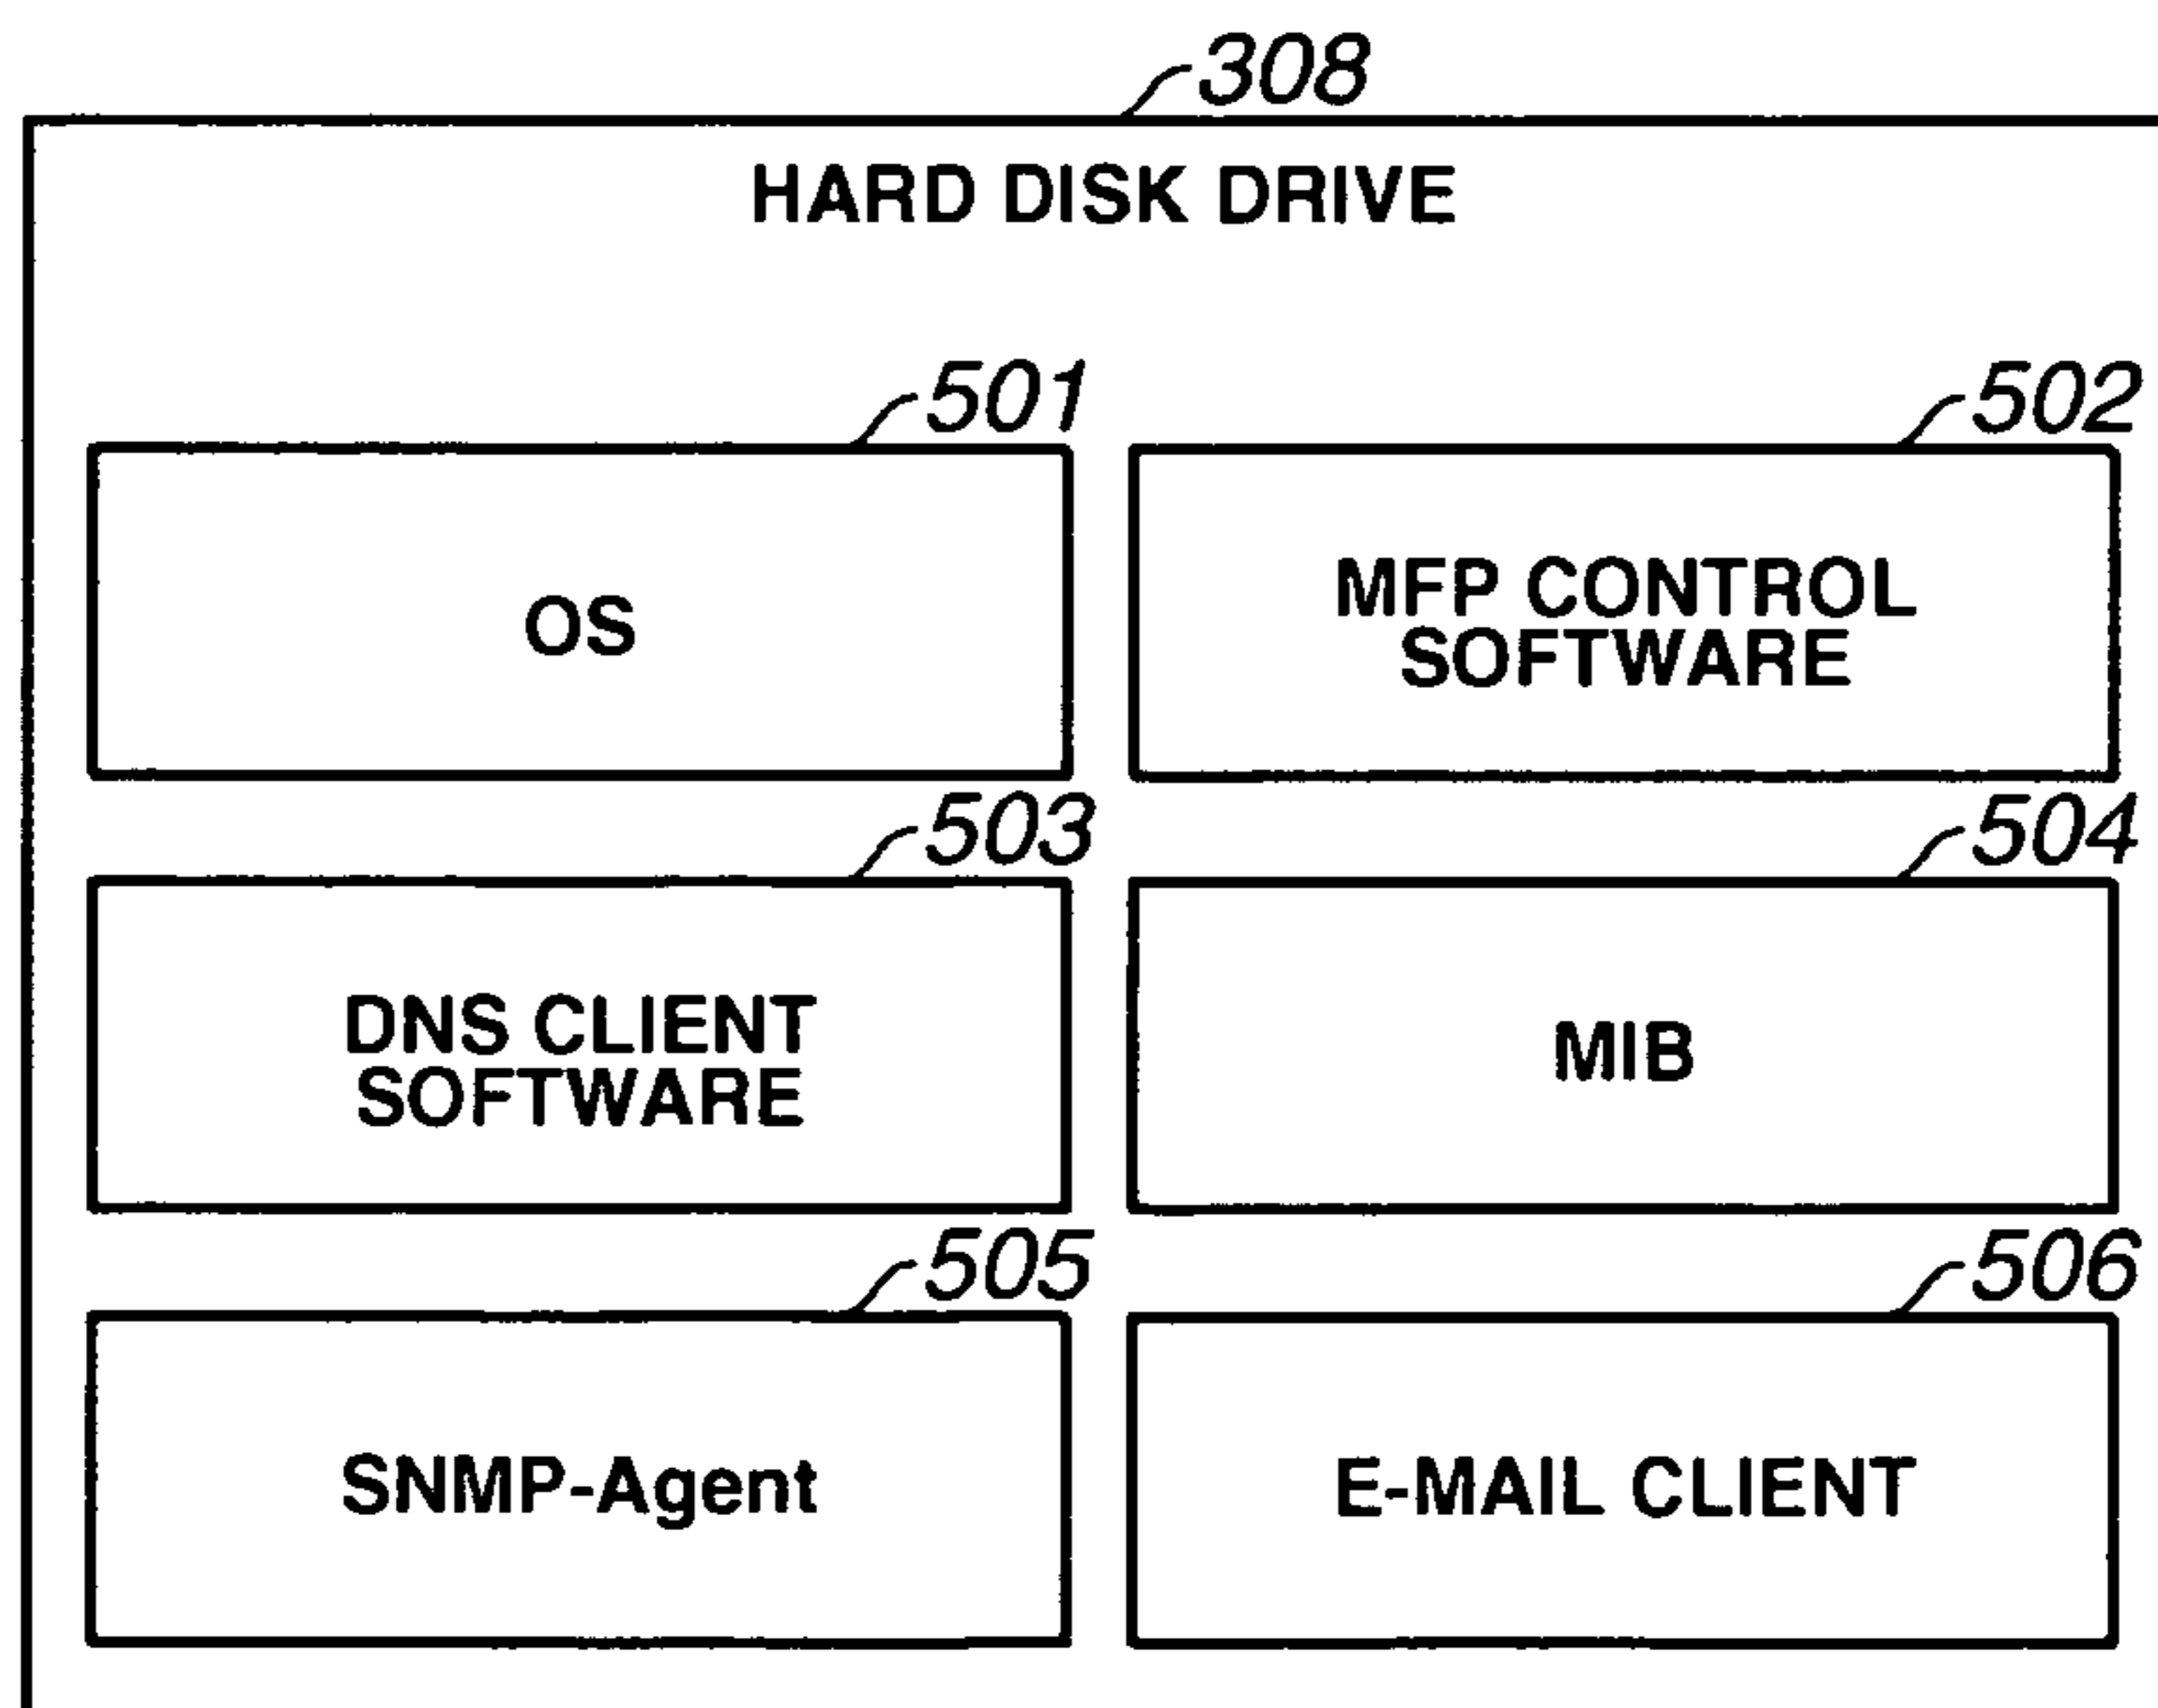 308
HARD DISK DRIVE
501
502
OS
MFP CONTROL
SOFTWARE
503
504
DNS CLIENT
SOFTWARE
MIB
505
506
SNMP-Agent
E-MAIL CLIENT